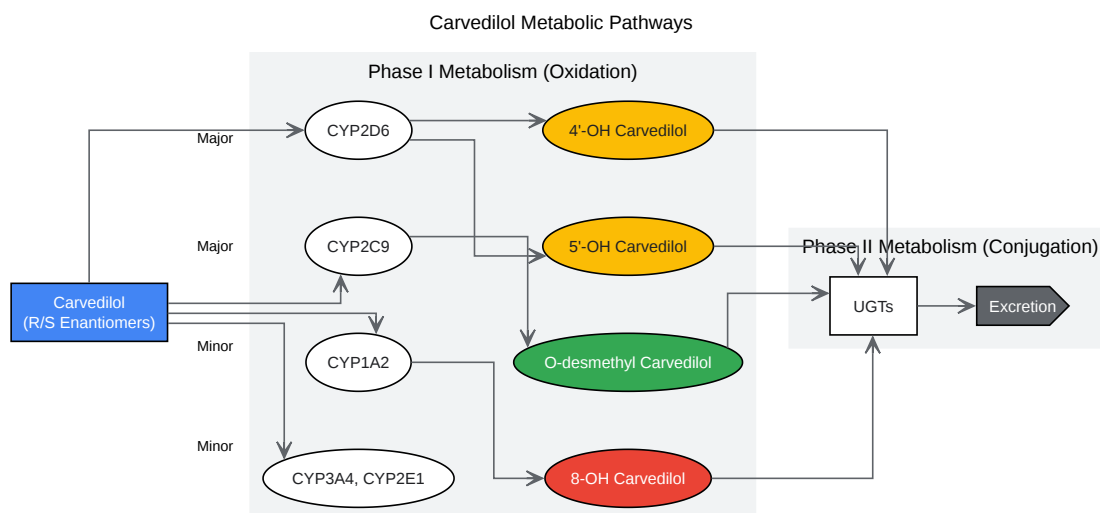 Carvedilol Metabolic Pathways
Phase I Metabolism (Oxidation)
Major
CYP2D6
4'-OH Carvedilol
Major
CYP2C9
5'-OH Carvedilol
Phase II Metabolism (Conjugation)
Carvedilol
(R/S Enantiomers)
UGTs
Excretion
Minor
CYP1A2
O-desmethyl Carvedilol
Minor
CYP3A4, CYP2E1
8-OH Carvedilol